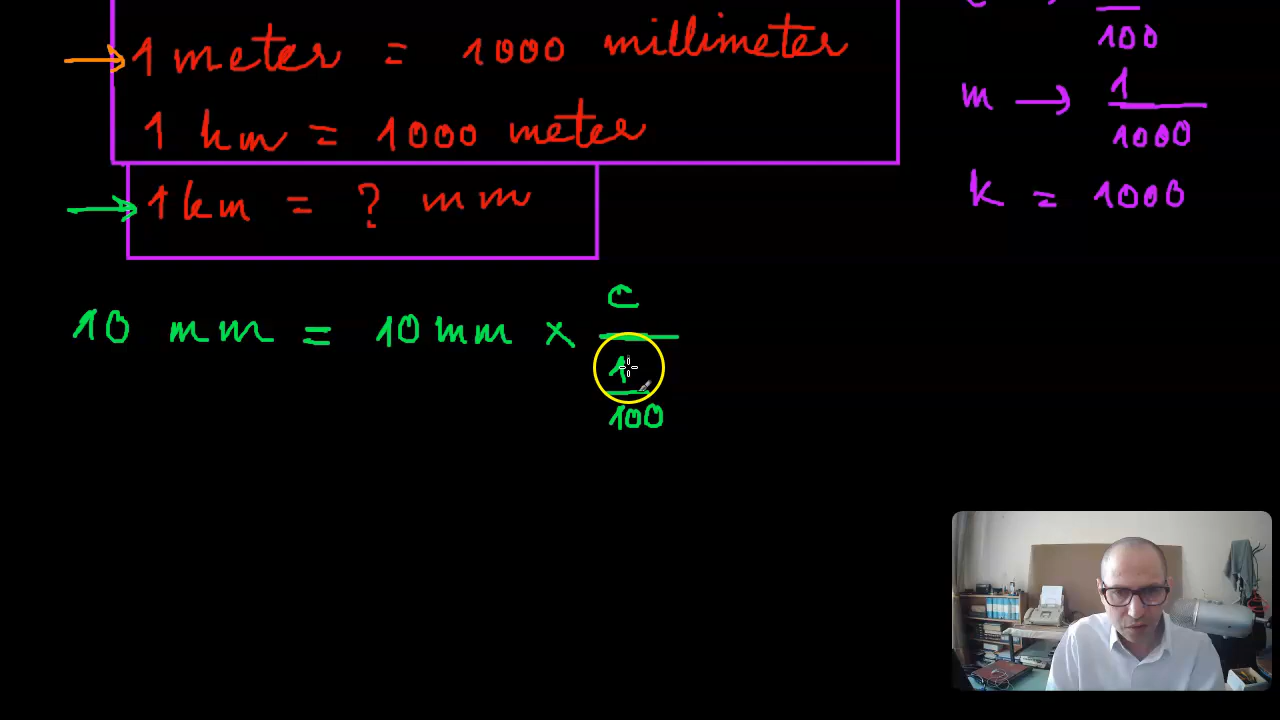 1 meter = 1000 millimeter
1 km = 1000 meter
1 km = ? mm
100
m → 1
1000
k = 1000
10 mm = 10 mm × c
1
100